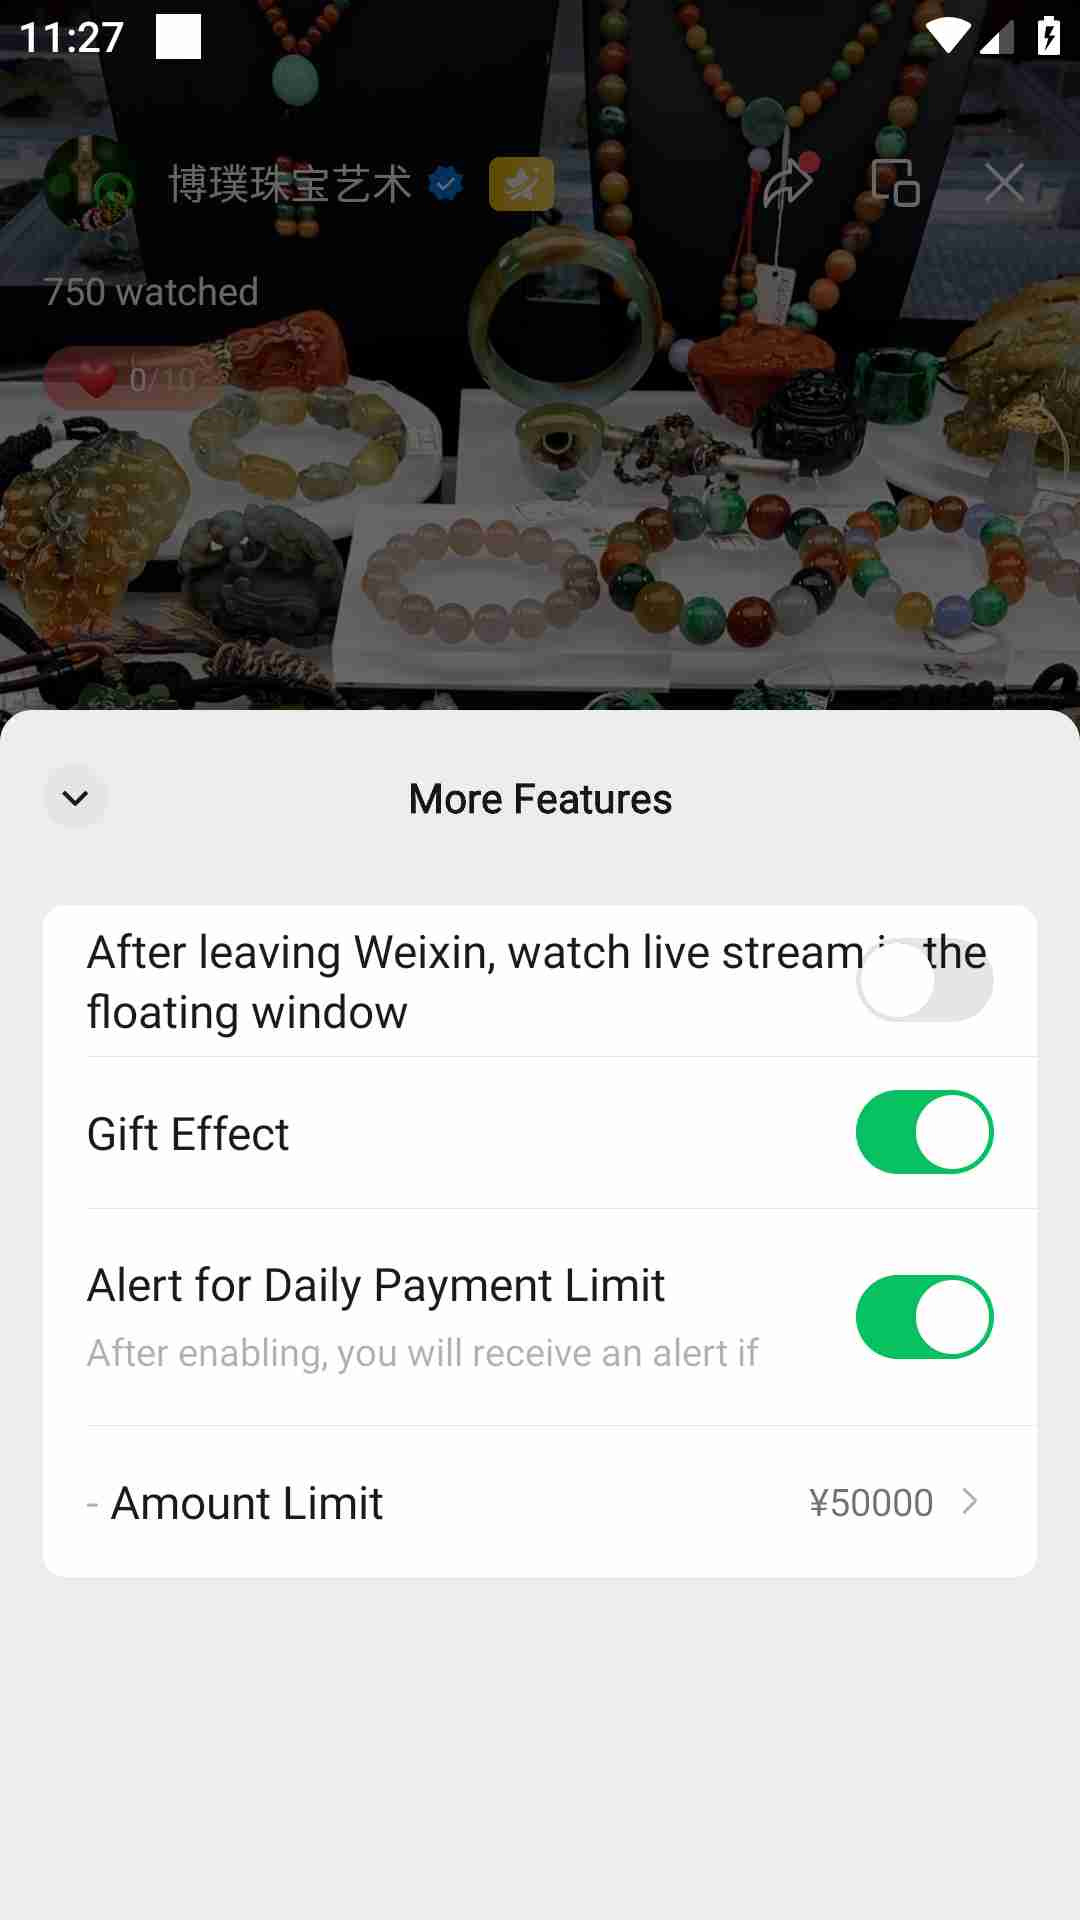 11:27
博璞珠宝艺术
750 watched
0/10
More Features
After leaving Weixin, watch live stream in the
floating window
Gift Effect
Alert for Daily Payment Limit
After enabling, you will receive an alert if
- Amount Limit
¥50000